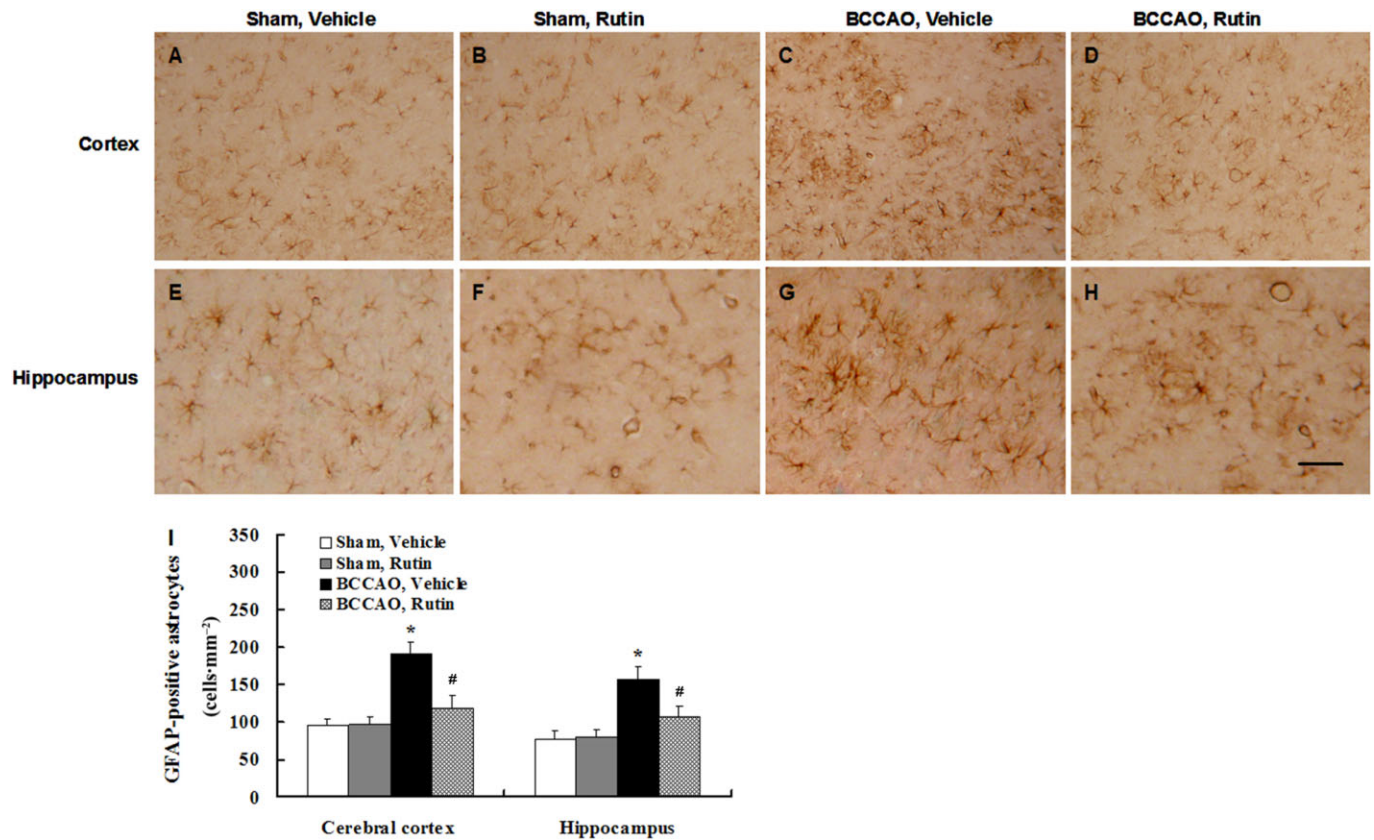 Sham, Vehicle Sham, Rutin BCCAO, Vehicle BCCAO, Rutin
A B C D
Cortex
E F G H
Hippocampus
I
GFAP-positive astrocytes
(cells·mm⁻²)
350
300
250
200
150
100
50
0
Sham, Vehicle
Sham, Rutin
BCCAO, Vehicle
BCCAO, Rutin
* #
* #
Cerebral cortex Hippocampus